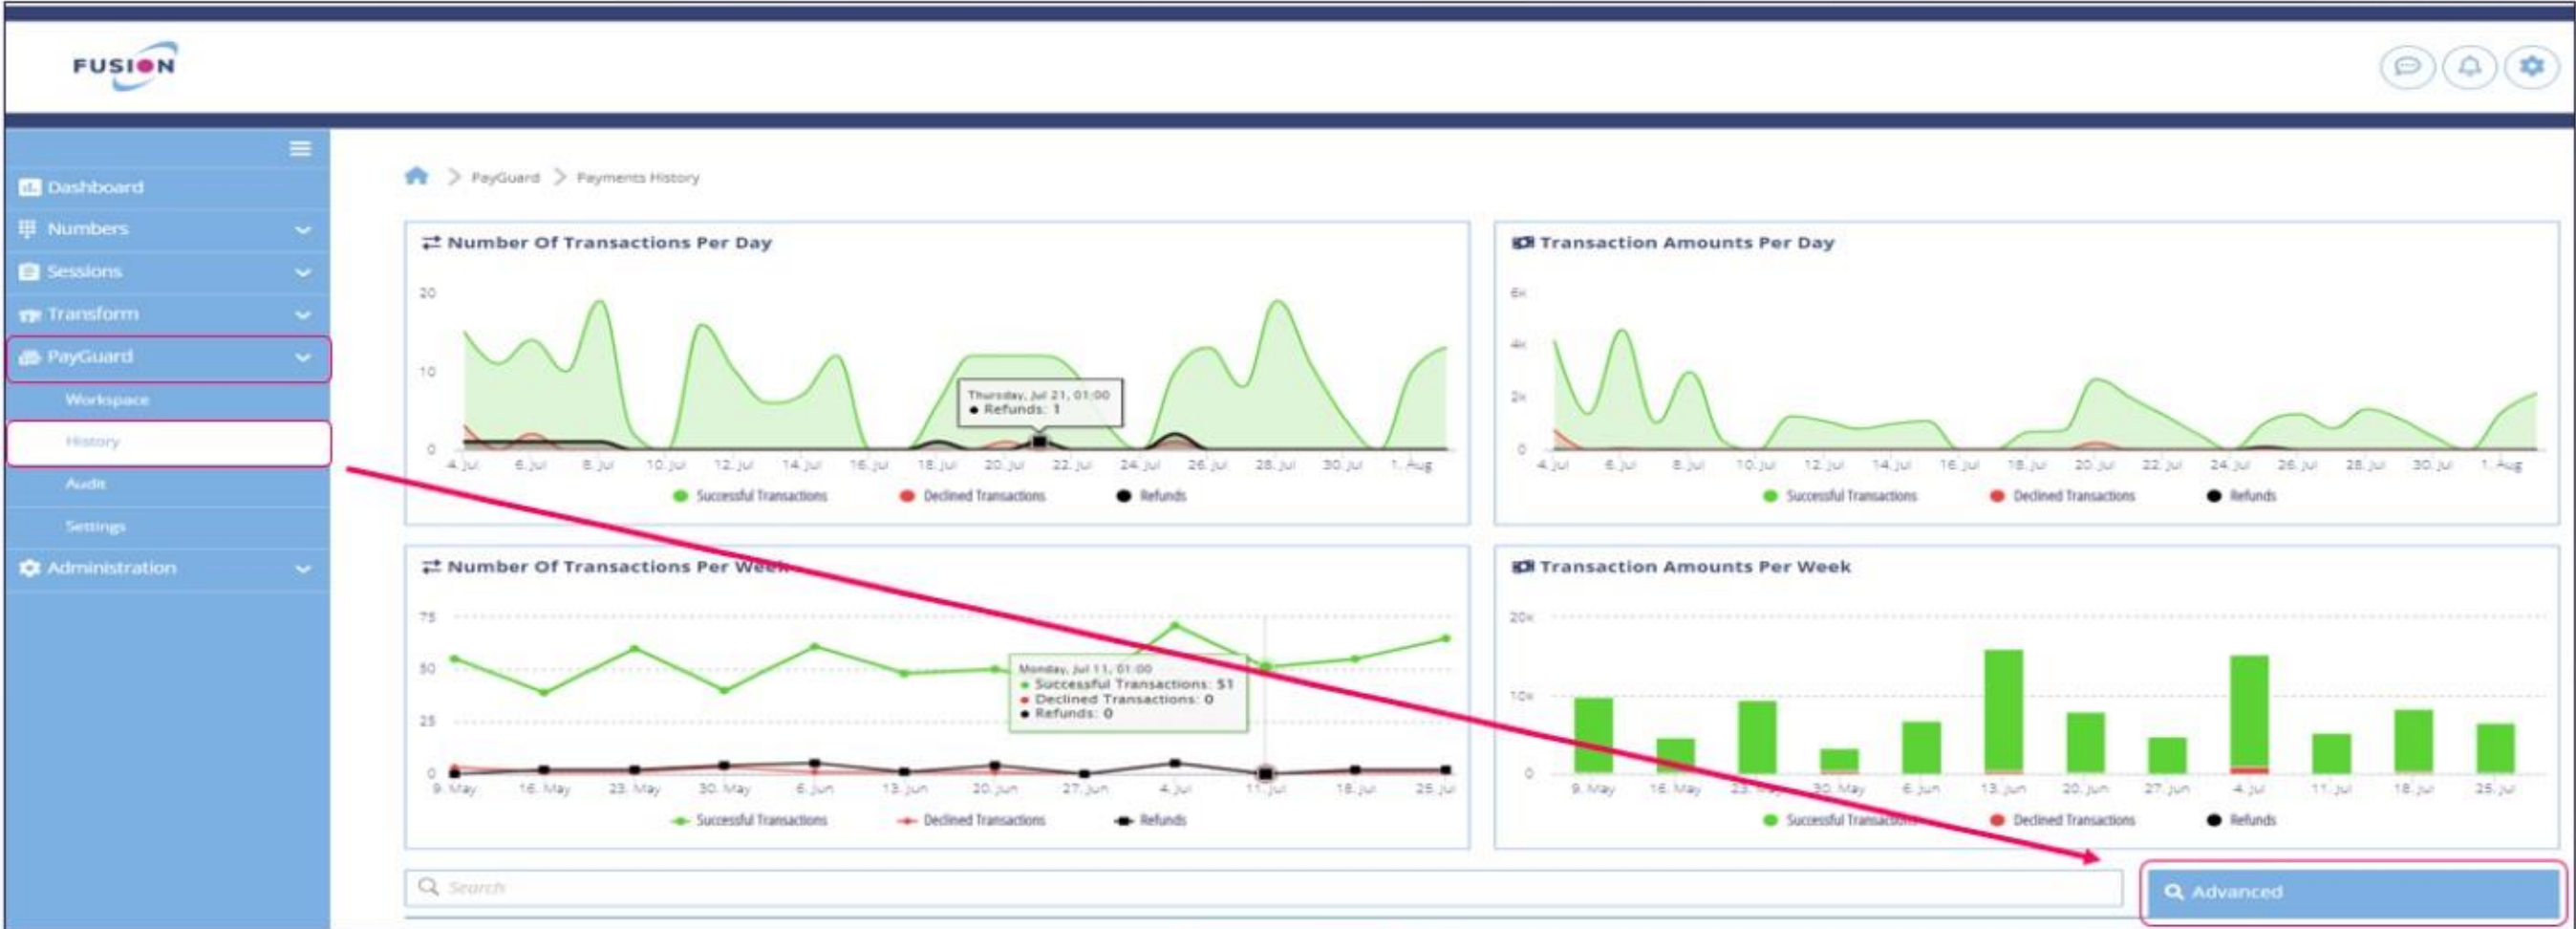 FUSION
Dashboard
Numbers
Sessions
Transform
PayGuard
Workspace
History
Audit
Settings
Administration
PayGuard
Payments History
Number Of Transactions Per Day
20
10
0
Thursday, Jul 21, 01:00
Refunds: 1
4. Jul 6. Jul 8. Jul 10. Jul 12. Jul 14. Jul 16. Jul 18. Jul 20. Jul 22. Jul 24. Jul 26. Jul 28. Jul 30. Jul 1. Aug
Successful Transactions Declined Transactions Refunds
Transaction Amounts Per Day
6k
4k
2k
0
4. Jul 6. Jul 8. Jul 10. Jul 12. Jul 14. Jul 16. Jul 18. Jul 20. Jul 22. Jul 24. Jul 26. Jul 28. Jul 30. Jul 1. Aug
Successful Transactions Declined Transactions Refunds
Number Of Transactions Per Week
75
50
25
0
Monday, Jul 11, 01:00
Successful Transactions: 51
Declined Transactions: 0
Refunds: 0
9. May 16. May 23. May 30. May 6. Jun 13. Jun 20. Jun 27. Jun 4. Jul 11. Jul 18. Jul 25. Jul
Successful Transactions Declined Transactions Refunds
Transaction Amounts Per Week
20k
10k
0
9. May 16. May 23. May 30. May 6. Jun 13. Jun 20. Jun 27. Jun 4. Jul 11. Jul 18. Jul 25. Jul
Successful Transactions Declined Transactions Refunds
Search
Advanced